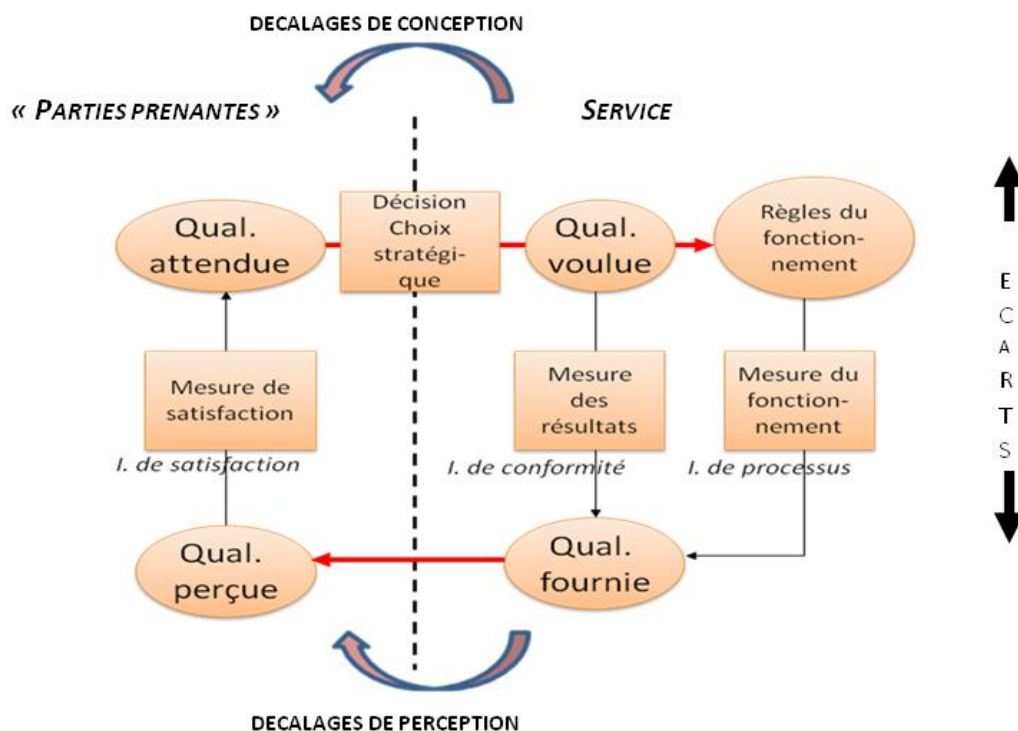 DECALAGES DE CONCEPTION
« PARTIES PRENANTES »
SERVICE
Qual.
attendue
Décision
Choix
stratégi-
que
Qual.
voulue
Règles du
fonction-
nement
Mesure de
satisfaction
I. de satisfaction
Mesure
des
résultats
I. de conformité
Mesure du
fonction-
nement
I. de processus
Qual.
perçue
Qual.
fournie
E
C
A
R
T
S
DECALAGES DE PERCEPTION